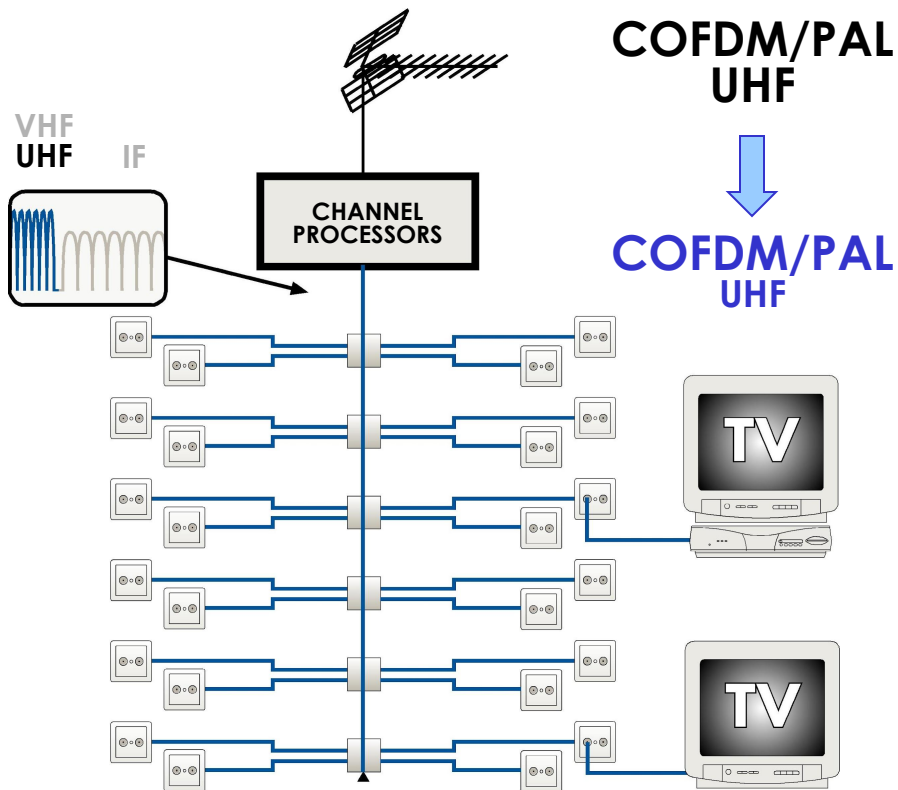 COFDM/PAL
UHF
VHF
UHF IF
CHANNEL
PROCESSORS
COFDM/PAL
UHF
TV
TV